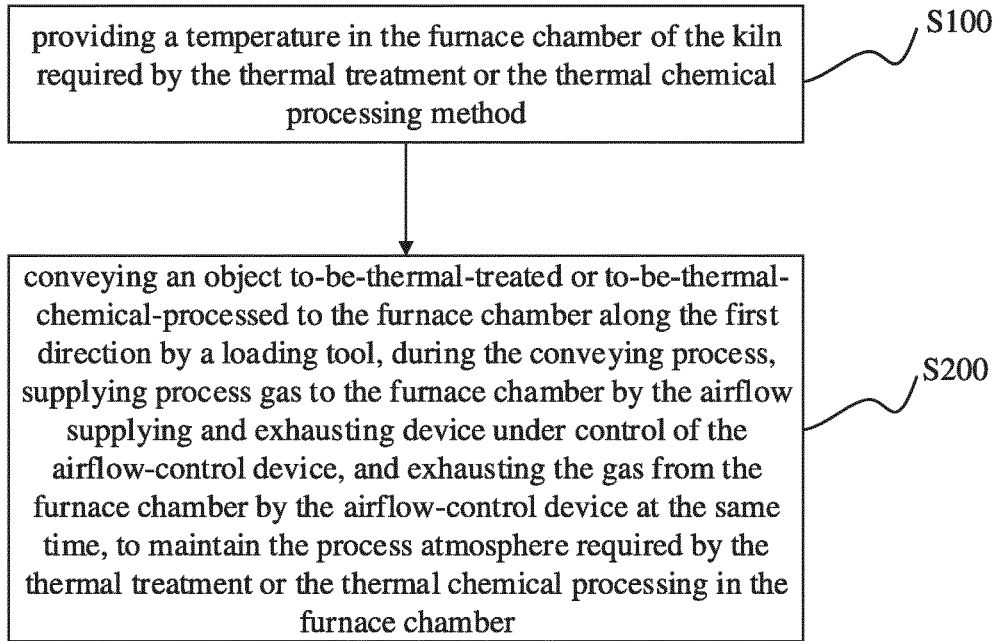 providing a temperature in the furnace chamber of the kiln
required by the thermal treatment or the thermal chemical
processing method
S100
conveying an object to-be-thermal-treated or to-be-thermal-
chemical-processed to the furnace chamber along the first
direction by a loading tool, during the conveying process,
supplying process gas to the furnace chamber by the airflow
supplying and exhausting device under control of the
airflow-control device, and exhausting the gas from the
furnace chamber by the airflow-control device at the same
time, to maintain the process atmosphere required by the
thermal treatment or the thermal chemical processing in the
furnace chamber
S200